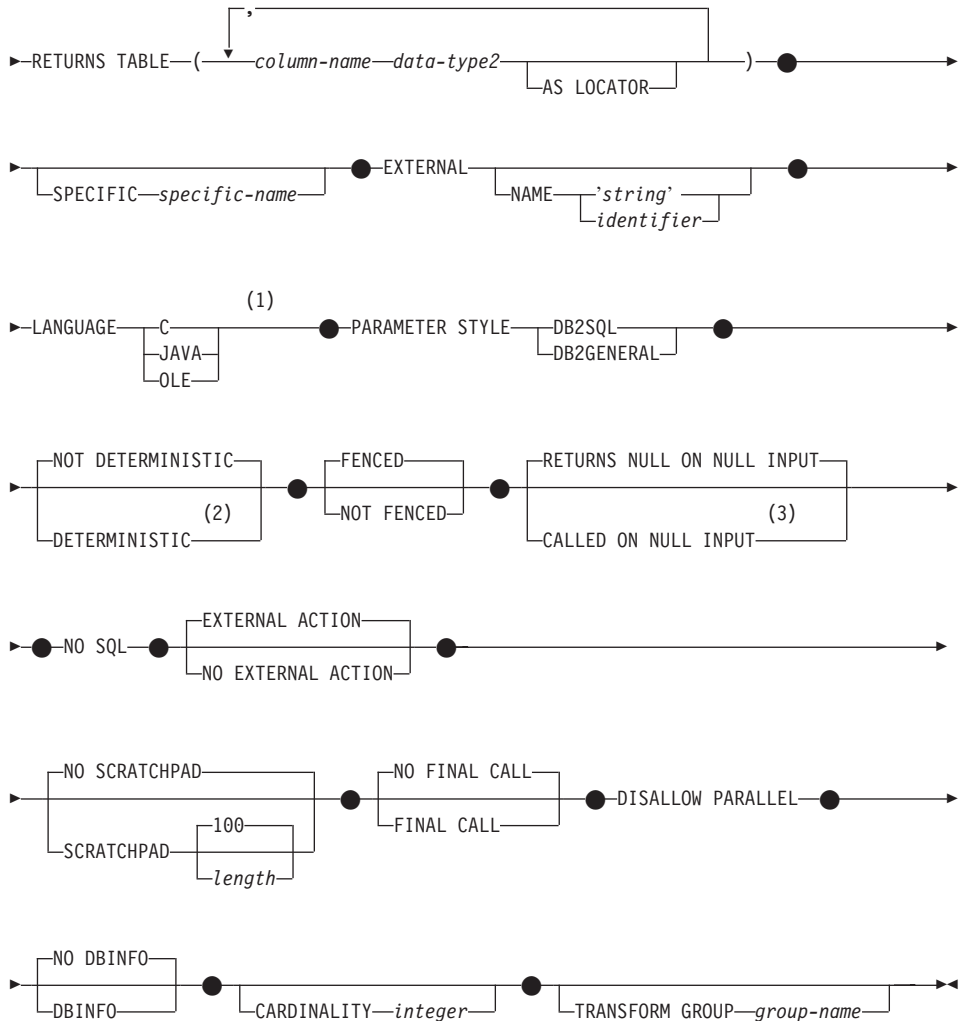 ,
RETURNS TABLE ( column-name data-type2 )
AS LOCATOR
EXTERNAL
SPECIFIC specific-name NAME 'string'
identifier
(1)
LANGUAGE C PARAMETER STYLE DB2SQL
JAVA DB2GENERAL
OLE
NOT DETERMINISTIC FENCED RETURNS NULL ON NULL INPUT
(2) NOT FENCED (3)
DETERMINISTIC CALLED ON NULL INPUT
EXTERNAL ACTION
NO SQL
NO EXTERNAL ACTION
NO SCRATCHPAD NO FINAL CALL
DISALLOW PARALLEL
100 FINAL CALL
SCRATCHPAD
length
NO DBINFO
DBINFO CARDINALITY integer TRANSFORM GROUP group-name